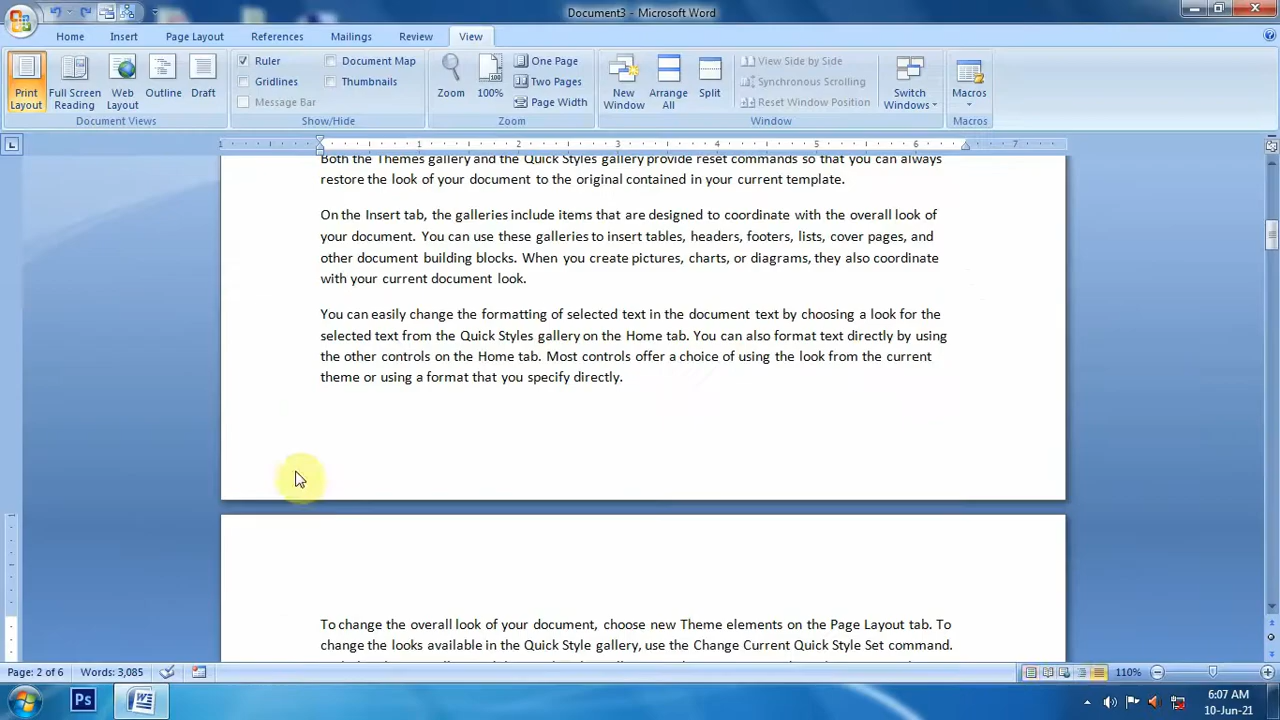 Document3 - Microsoft Word
Home Insert Page Layout References Mailings Review View
Print Layout
Full Screen Reading
Web Layout
Outline
Draft
Document Views
Ruler
Gridlines
Message Bar
Document Map
Thumbnails
Show/Hide
Zoom
100%
One Page
Two Pages
Page Width
Zoom
New Window
Arrange All
Split
View Side by Side
Synchronous Scrolling
Reset Window Position
Switch Windows
Window
Macros
Macros
1 1 2 3 4 5 6 7
Both the Themes gallery and the Quick Styles gallery provide reset commands so that you can always
restore the look of your document to the original contained in your current template.
On the Insert tab, the galleries include items that are designed to coordinate with the overall look of
your document. You can use these galleries to insert tables, headers, footers, lists, cover pages, and
other document building blocks. When you create pictures, charts, or diagrams, they also coordinate
with your current document look.
You can easily change the formatting of selected text in the document text by choosing a look for the
selected text from the Quick Styles gallery on the Home tab. You can also format text directly by using
the other controls on the Home tab. Most controls offer a choice of using the look from the current
theme or using a format that you specify directly.
To change the overall look of your document, choose new Theme elements on the Page Layout tab. To
change the looks available in the Quick Style gallery, use the Change Current Quick Style Set command.
Page: 2 of 6 Words: 3,085 110%
Ps
6:07 AM
10-Jun-21